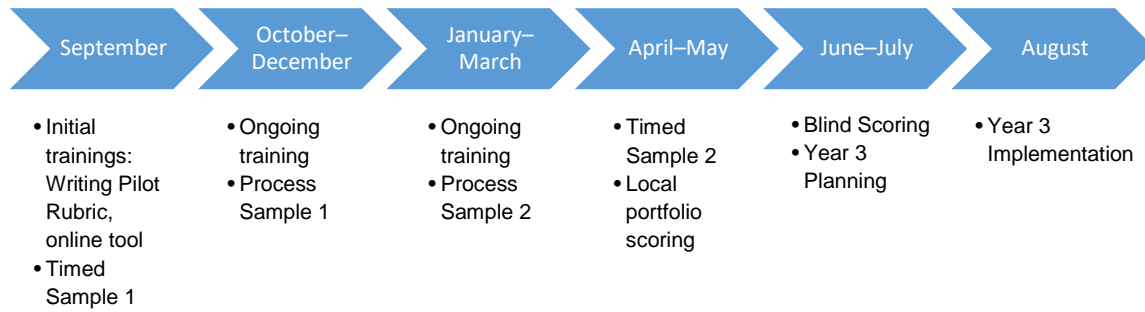 September
October–
December
January–
March
April–May
June–July
August
• Initial
trainings:
Writing Pilot
Rubric,
online tool
• Timed
Sample 1
• Ongoing
training
• Process
Sample 1
• Ongoing
training
• Process
Sample 2
• Timed
Sample 2
• Local
portfolio
scoring
• Blind Scoring
• Year 3
Planning
• Year 3
Implementation